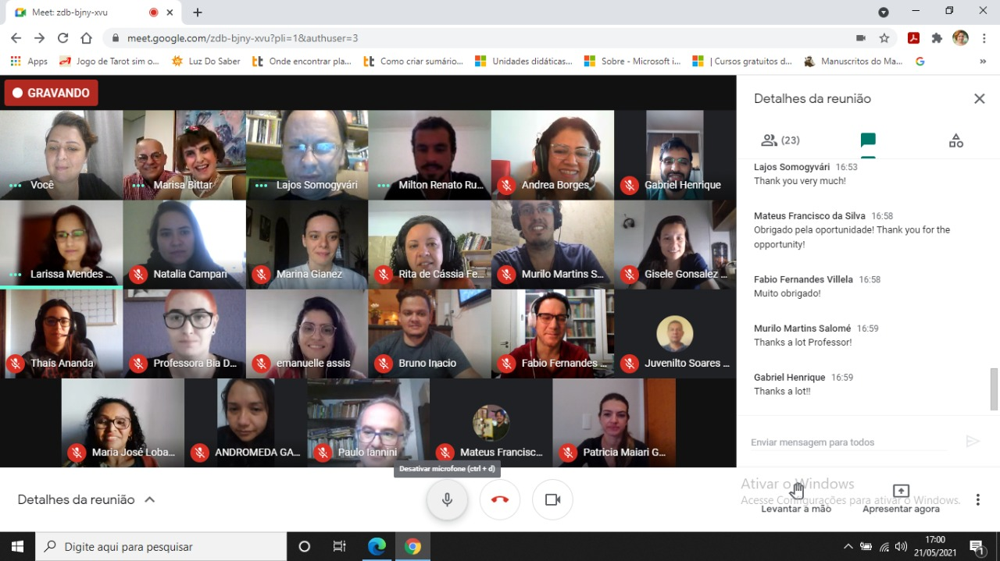 Meet: zdb-bjny-xvu
meet.google.com/zdb-bjny-xvu?pli=1&authuser=3
Apps
Jogo de Tarot sim o...
Luz Do Saber
Onde encontrar pla...
Como criar sumário...
Unidades didáticas...
Sobre - Microsoft i...
| Cursos gratuitos d...
Manuscritos do Ma...
GRAVANDO
Você
Marisa Bittar
Lajos Somogyvári
Milton Renato Ru...
Andrea Borges
Gabriel Henrique
Larissa Mendes ...
Natalia Campari
Marina Gianez
Rita de Cássia Fe...
Murilo Martins S...
Gisele Gonsalez ...
Thaís Ananda
Professora Bia D...
emanuelle assis
Bruno Inacio
Fabio Fernandes ...
Juvenilto Soares ...
Maria José Loba...
ANDROMEDA GA...
Paulo Iannini
Mateus Francisc...
Patricia Maiari G...
Desativar microfone (ctrl + d)
Detalhes da reunião
Detalhes da reunião
(23)
Lajos Somogyvári 16:53
Thank you very much!
Mateus Francisco da Silva 16:58
Obrigado pela oportunidade! Thank you for the
opportunity!
Fabio Fernandes Villela 16:58
Muito obrigado!
Murilo Martins Salomé 16:59
Thanks a lot Professor!
Gabriel Henrique 16:59
Thanks a lot!!
Enviar mensagem para todos
Ativar o Windows
Acesse Configurações para ativar o Windows.
Levantar a mão
Apresentar agora
Digite aqui para pesquisar
17:00
21/05/2021
1